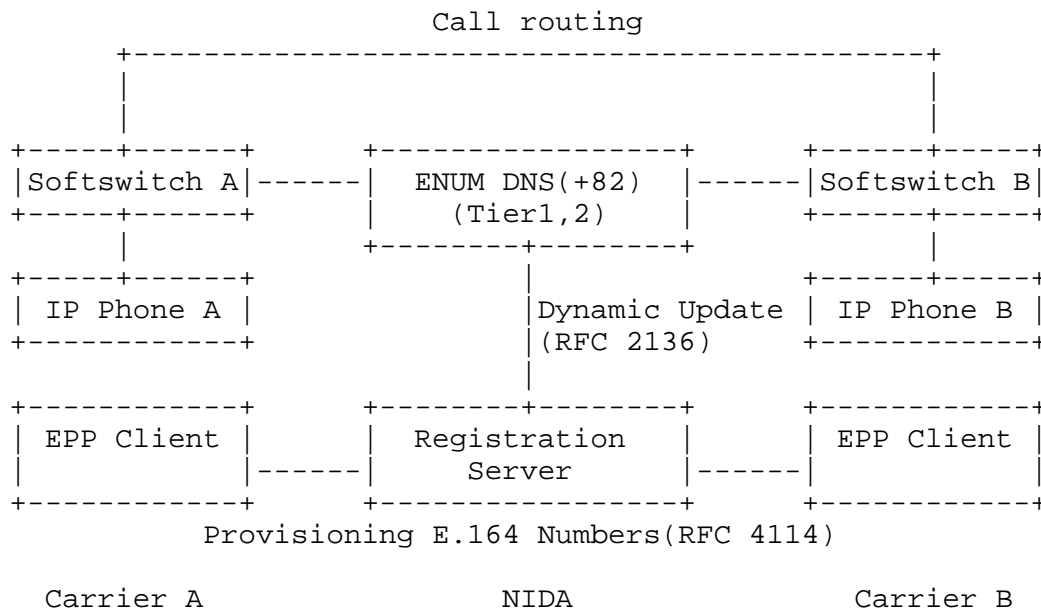 Call routing
Softswitch A ENUM DNS(+82) Softswitch B
(Tier1,2)
IP Phone A Dynamic Update IP Phone B
(RFC 2136)
EPP Client Registration EPP Client
Server
Provisioning E.164 Numbers(RFC 4114)
Carrier A NIDA Carrier B